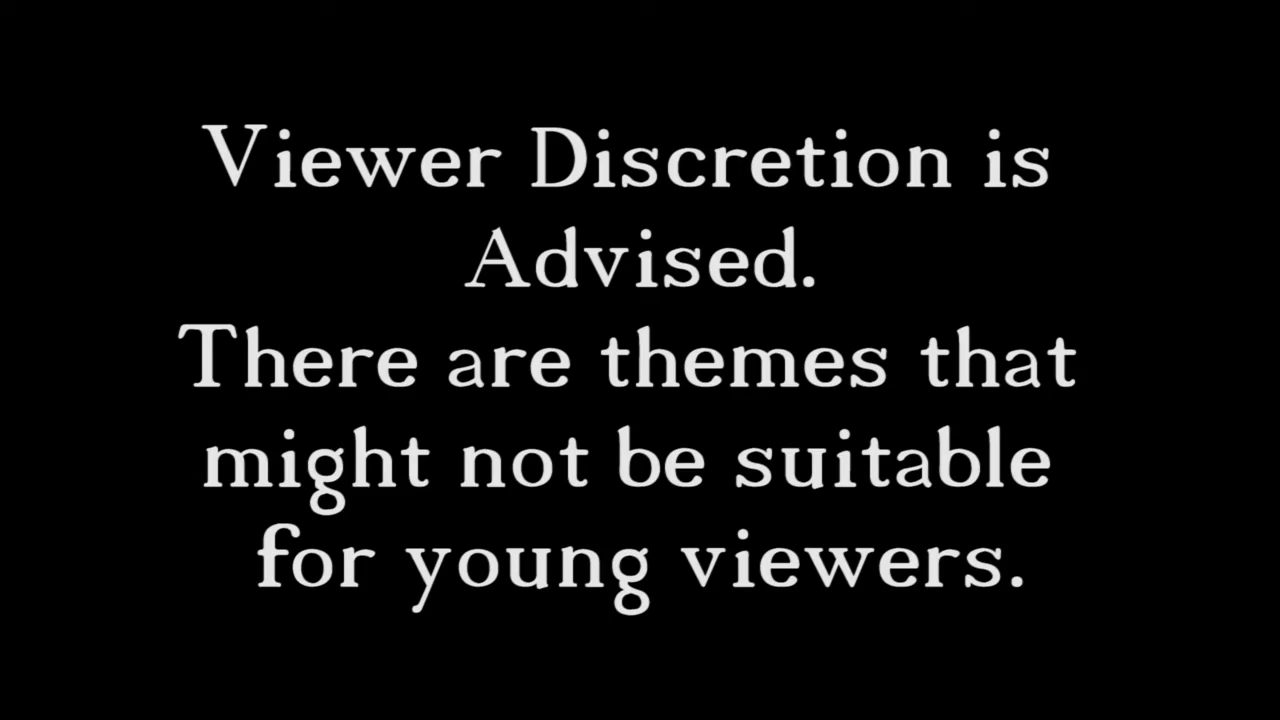 Viewer Discretion is
Advised.
There are themes that
might not be suitable
for young viewers.